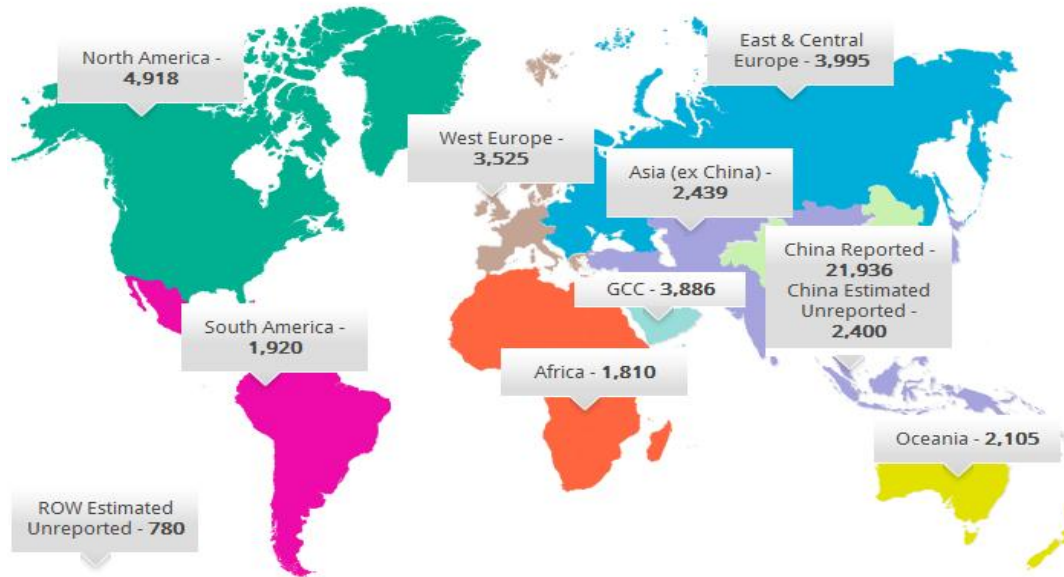 North America -
4,918
East & Central
Europe - 3,995
West Europe -
3,525
Asia (ex China) -
2,439
China Reported -
21,936
China Estimated
Unreported -
2,400
GCC - 3,886
South America -
1,920
Africa - 1,810
Oceania - 2,105
ROW Estimated
Unreported - 780